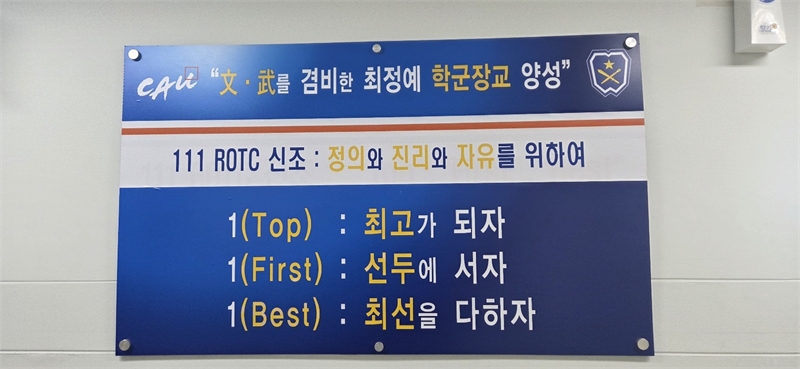 CAU "文·武를 겸비한 최정예 학군장교 양성"
111 ROTC 신조 : 정의와 진리와 자유를 위하여
1(Top) : 최고가 되자
1(First) : 선두에 서자
1(Best) : 최선을 다하자